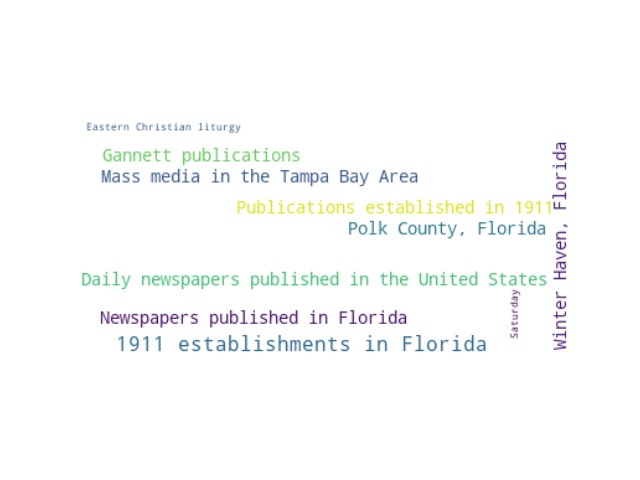 Eastern Christian liturgy
Gannett publications
Mass media in the Tampa Bay Area
Publications established in 1911
Polk County, Florida
Daily newspapers published in the United States
Newspapers published in Florida
1911 establishments in Florida
Saturday
Winter Haven, Florida